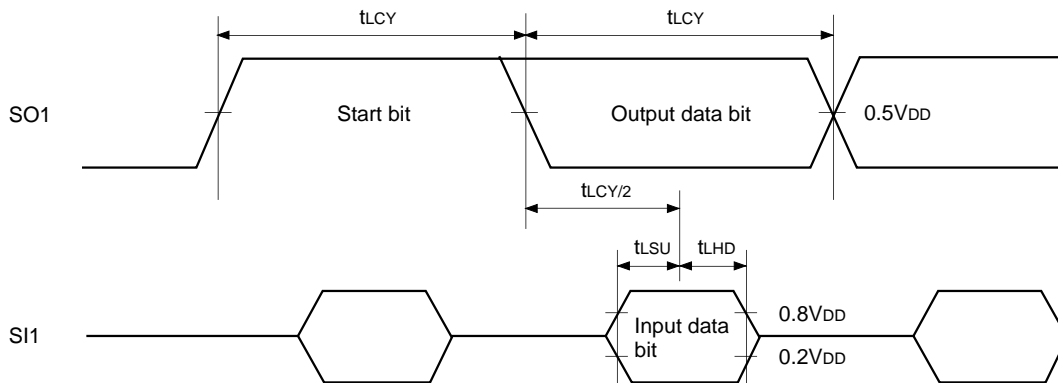 tLCY
tLCY
SO1
Start bit
Output data bit
0.5VDD
tLCY/2
tLSU
tLHD
SI1
Input data
bit
0.8VDD
0.2VDD